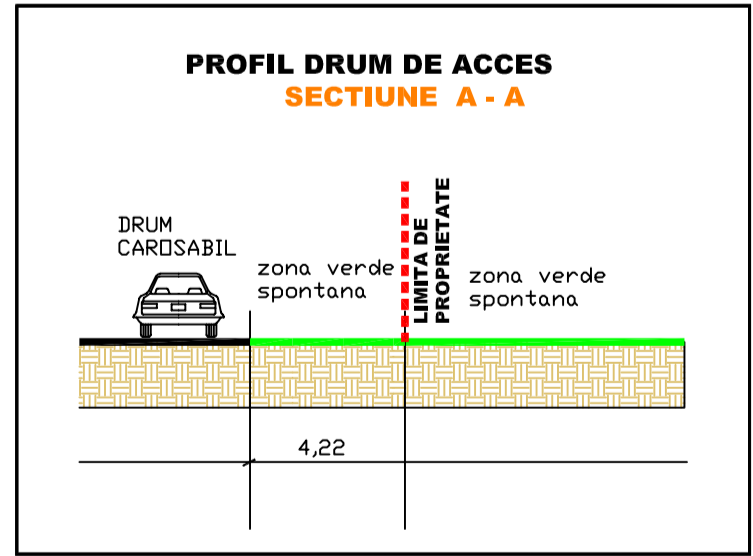 PROFIL DRUM DE ACCES
SECTIUNE A - A
DRUM
CAROSABIL
zona verde
spontana
LIMITA DE
PROPRIETATE
zona verde
spontana
4,22